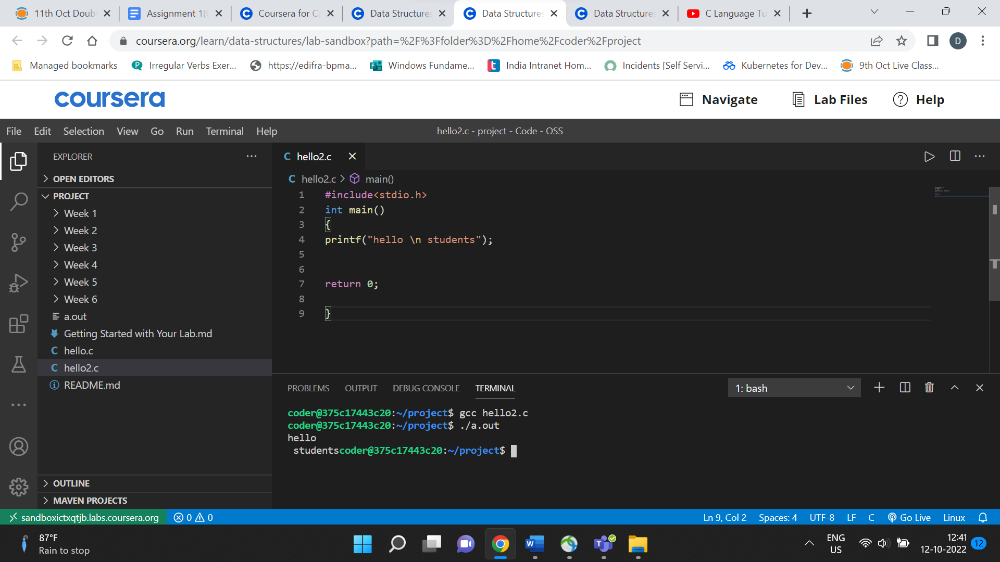 11th Oct Doub
Assignment 1(
Coursera for Ca
Data Structures
Data Structures
Data Structures
C Language Tu
coursera.org/learn/data-structures/lab-sandbox?path=%2F%3Ffolder%3D%2Fhome%2Fcoder%2Fproject
D
Managed bookmarks
Irregular Verbs Exer...
https://edifra-bpma...
Windows Fundame...
India Intranet Hom...
Incidents [Self Servi...
Kubernetes for Dev...
9th Oct Live Class...
coursera
Navigate
Lab Files
Help
File Edit Selection View Go Run Terminal Help
hello2.c - project - Code - OSS
EXPLORER
OPEN EDITORS
PROJECT
Week 1
Week 2
Week 3
Week 4
Week 5
Week 6
a.out
Getting Started with Your Lab.md
C hello.c
C hello2.c
README.md
OUTLINE
MAVEN PROJECTS
C hello2.c
C hello2.c > main()
1 #include<stdio.h>
2 int main()
3 {
4 printf("hello \n students");
5
6
7 return 0;
8
9 }
PROBLEMS OUTPUT DEBUG CONSOLE TERMINAL
1: bash
coder@375c17443c20:~/project$ gcc hello2.c
coder@375c17443c20:~/project$ ./a.out
hello
 studentscoder@375c17443c20:~/project$
sandboxictxqtjb.labs.coursera.org
0 0
Ln 9, Col 2 Spaces: 4 UTF-8 LF C Go Live Linux
87°F
Rain to stop
ENG
US
12:41
12-10-2022
12